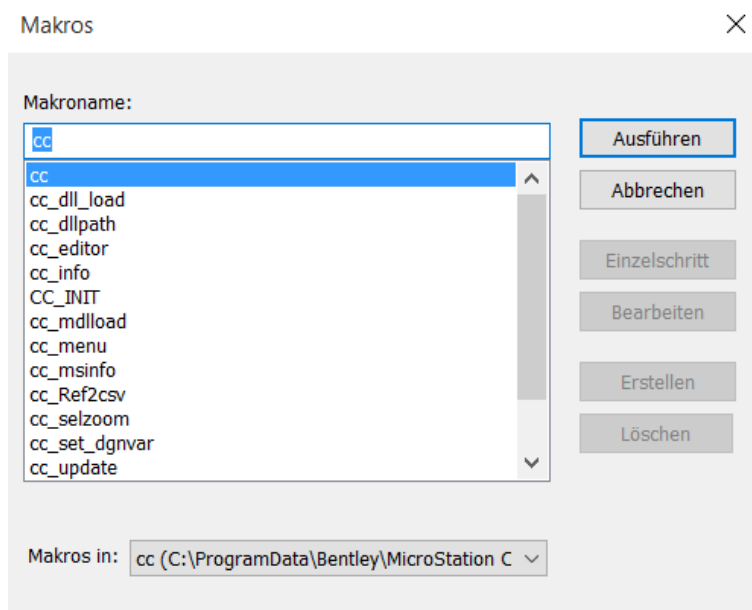 Makros
Makroname:
cc
Ausführen
cc
Abbrechen
cc_dll_load
cc_dllpath
cc_editor
Einzelschritt
cc_info
CC_INIT
Bearbeiten
cc_mdlload
cc_menu
cc_msinfo
Erstellen
cc_Ref2csv
cc_selzoom
Löschen
cc_set_dgnvar
cc_update
Makros in: cc (C:\ProgramData\Bentley\MicroStation C